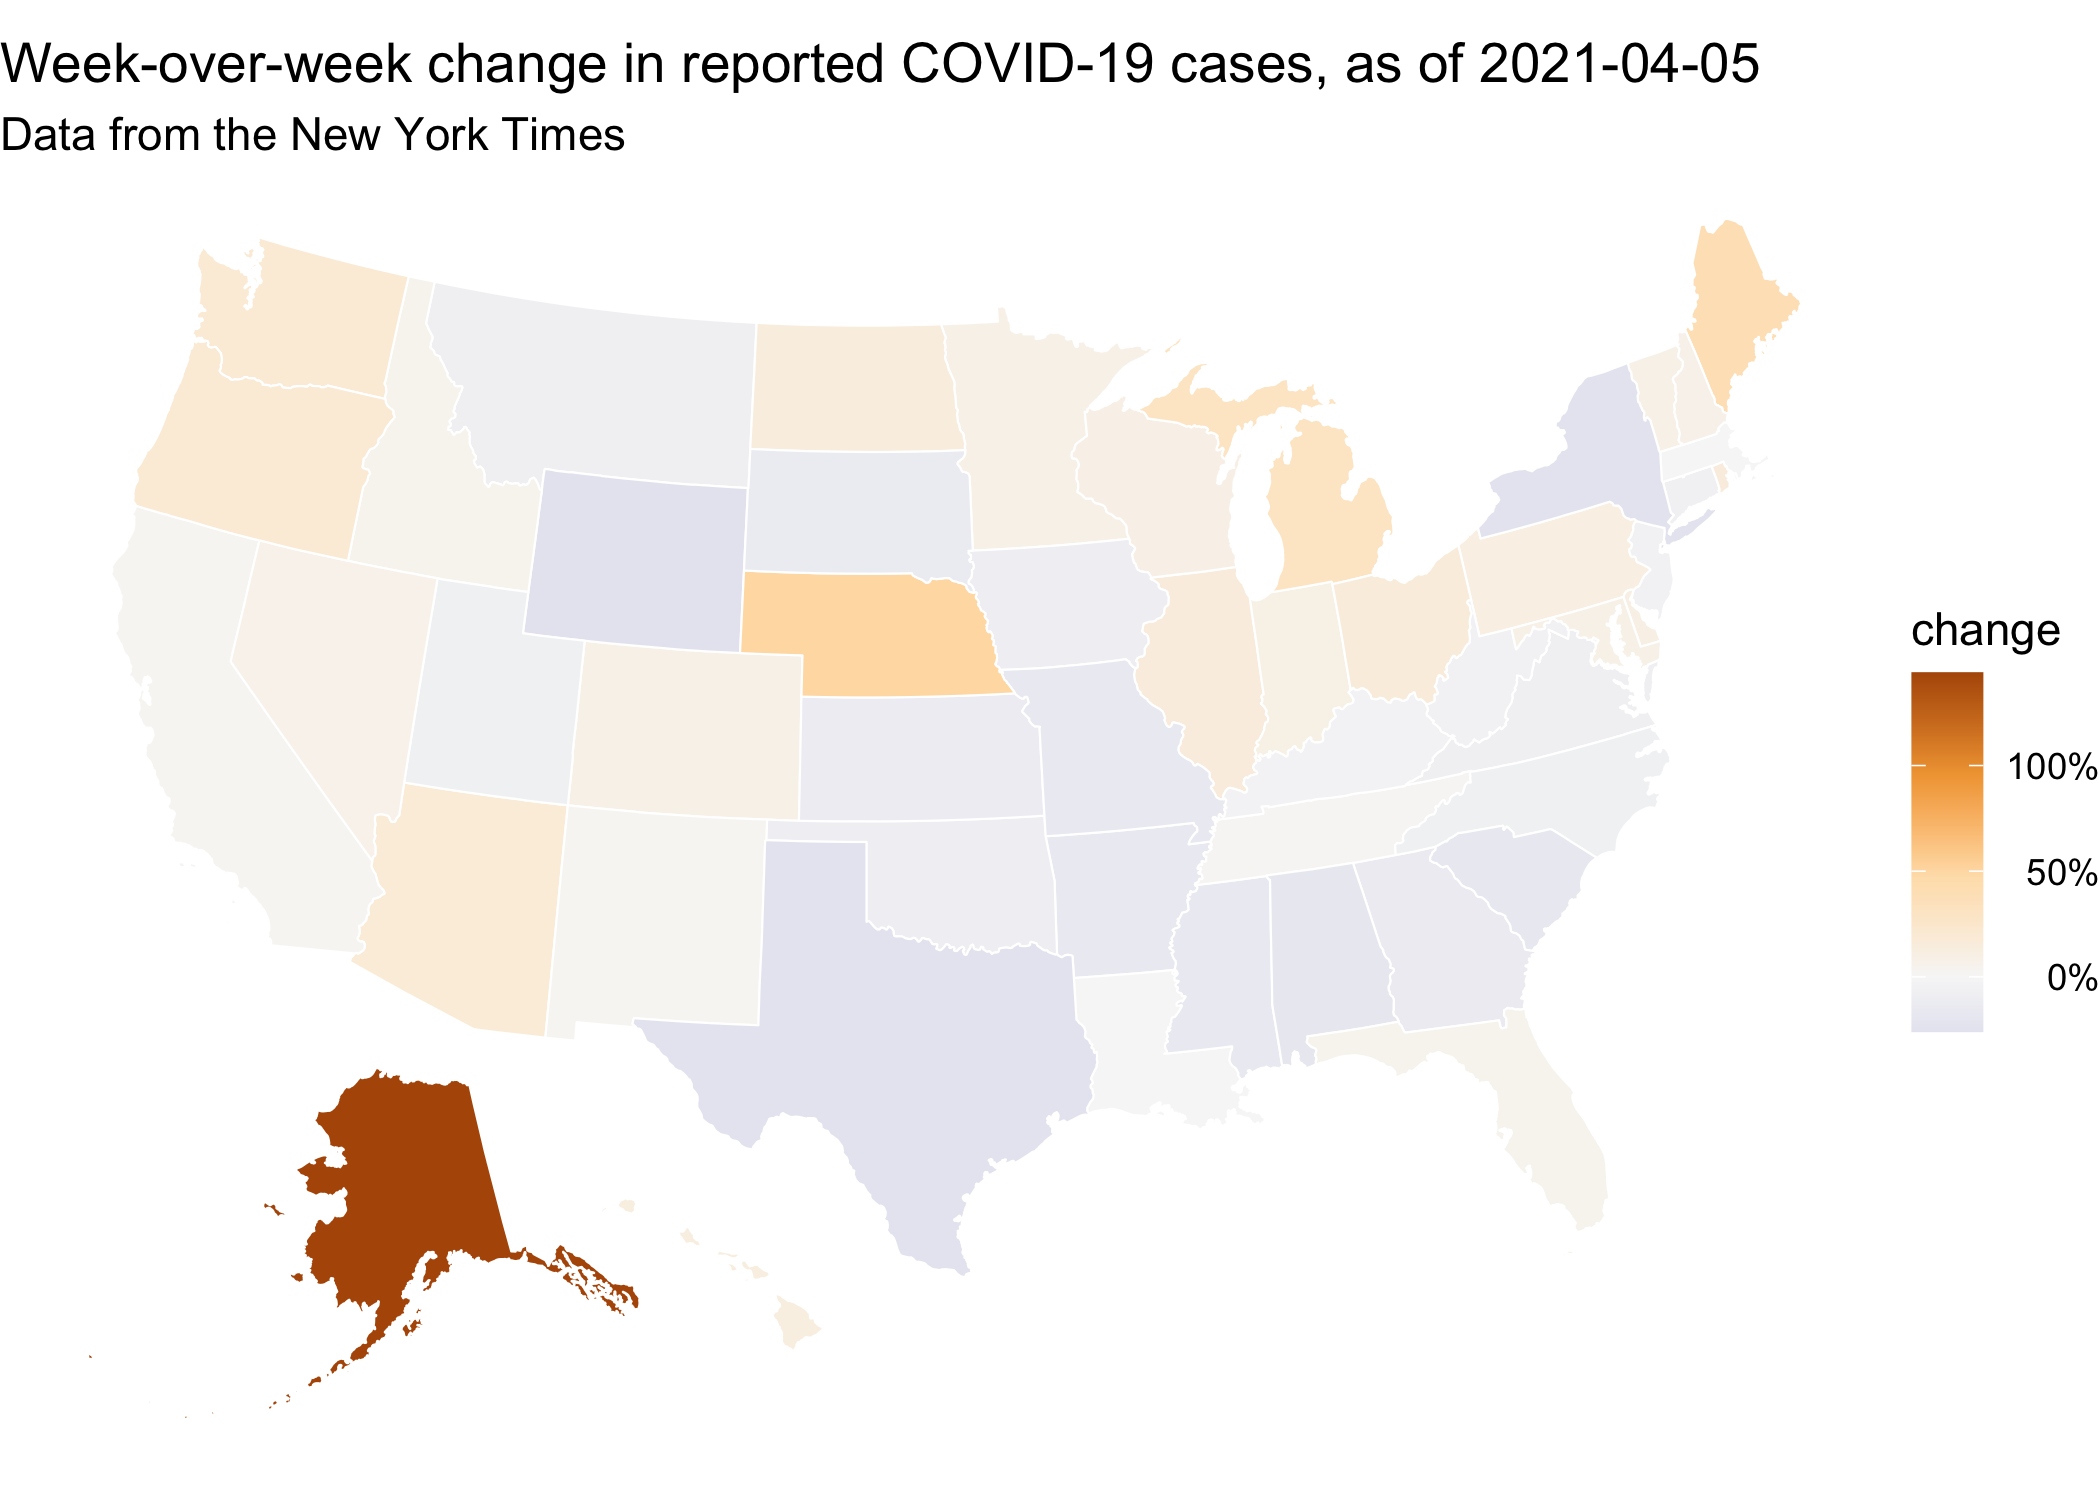 Week-over-week change in reported COVID-19 cases, as of 2021-04-05
Data from the New York Times
change
100%
50%
0%